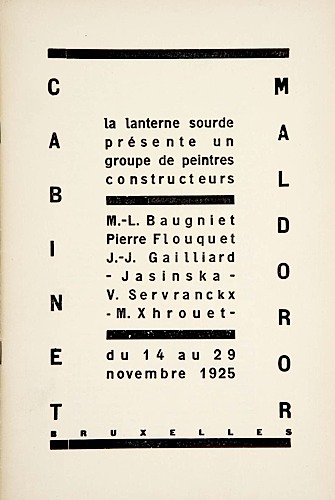 CABINET
MALDOROR
la lanterne sourde
présente un
groupe de peintres
constructeurs
M.-L. Baugniet
Pierre Flouquet
J.-J. Gailliard
- Jasinska -
V. Servranckx
-M. Xhrouet-
du 14 au 29
novembre 1925
BRUXELLES